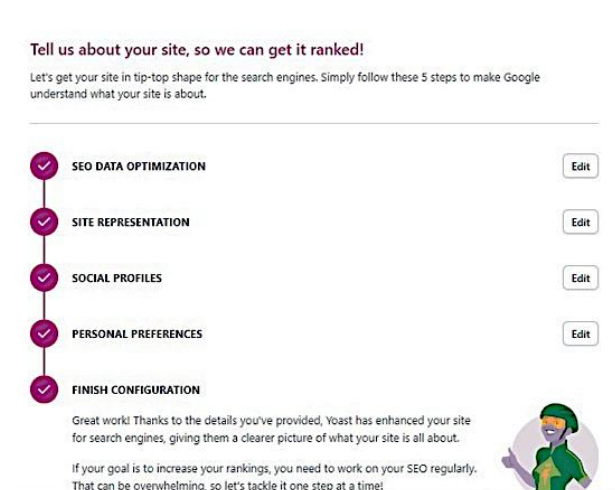 Tell us about your site, so we can get it ranked!
Let's get your site in tip-top shape for the search engines. Simply follow these 5 steps to make Google
understand what your site is about.
SEO DATA OPTIMIZATION
Edit
SITE REPRESENTATION
Edit
SOCIAL PROFILES
Edit
PERSONAL PREFERENCES
Edit
FINISH CONFIGURATION
Great work! Thanks to the details you've provided, Yoast has enhanced your site
for search engines, giving them a clearer picture of what your site is all about.
If your goal is to increase your rankings, you need to work on your SEO regularly.
That can be overwhelming, so let's tackle it one step at a time!